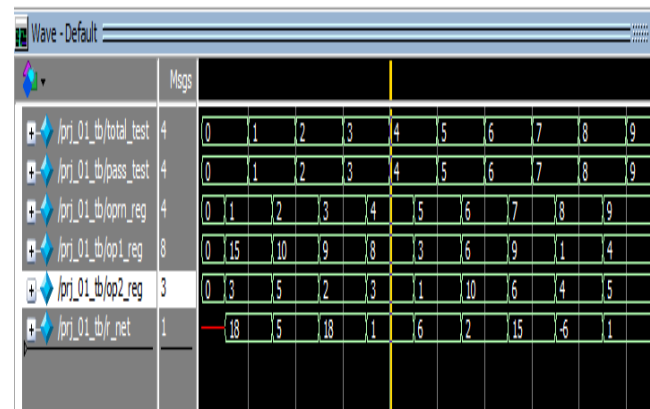 Wave - Default
Msgs
/prj_01_tb/total_test 4 0 1 2 3 4 5 6 7 8 9
/prj_01_tb/pass_test 4 0 1 2 3 4 5 6 7 8 9
/prj_01_tb/oprn_reg 4 0 1 2 3 4 5 6 7 8 9
/prj_01_tb/op1_reg 8 0 15 10 9 8 3 6 9 1 4
/prj_01_tb/op2_reg 3 0 3 5 2 3 1 10 6 4 5
/prj_01_tb/r_net 1 18 5 18 1 6 2 15 -6 1